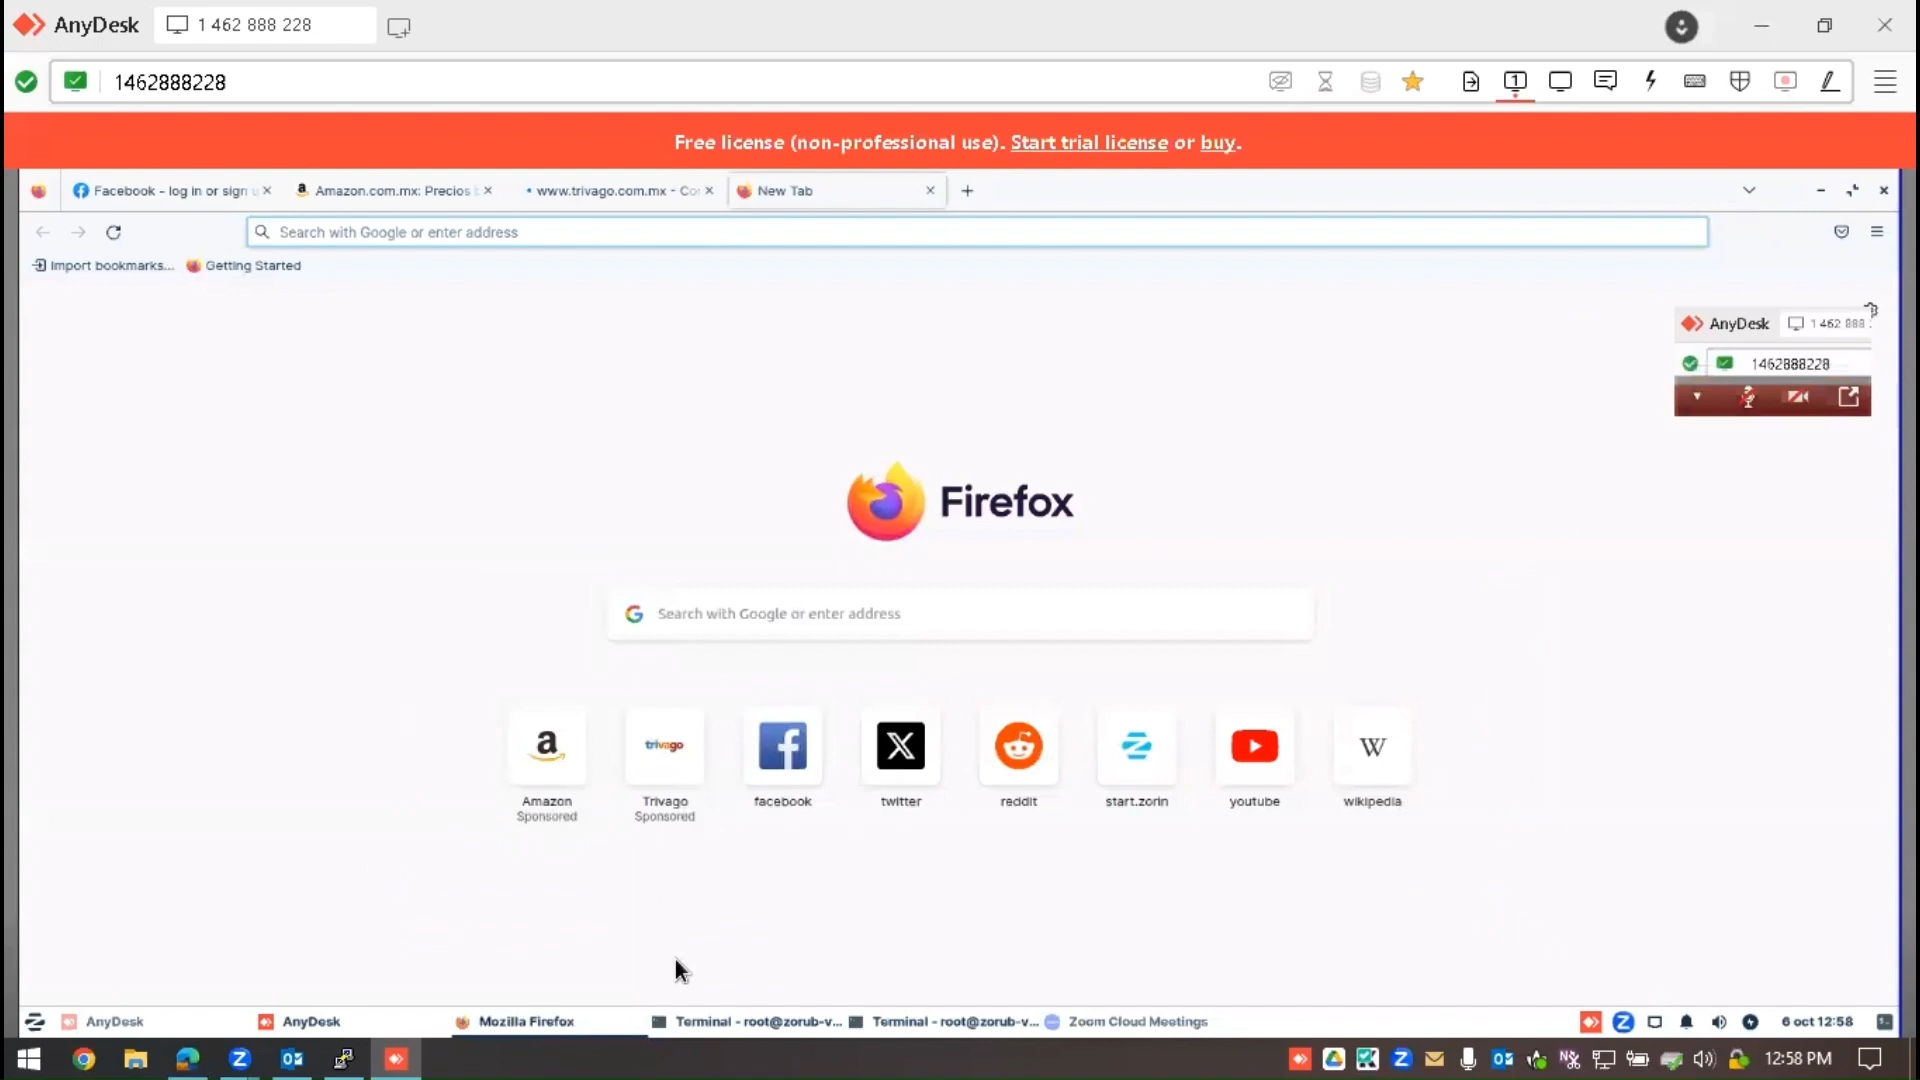 AnyDesk 1 462 888 228
1462888228
Free license (non-professional use). Start trial license or buy.
Facebook - log in or sign u Amazon.com.mx: Precios www.trivago.com.mx - Co New Tab
Search with Google or enter address
Import bookmarks... Getting Started
AnyDesk 1 462 888
1462888228
Firefox
Search with Google or enter address
a trivago f X W
Amazon Trivago facebook twitter reddit start.zorin youtube wikipedia
Sponsored Sponsored
AnyDesk AnyDesk Mozilla Firefox Terminal - root@zorub-v... Terminal - root@zorub-v... Zoom Cloud Meetings 6 oct 12:58
12:58 PM